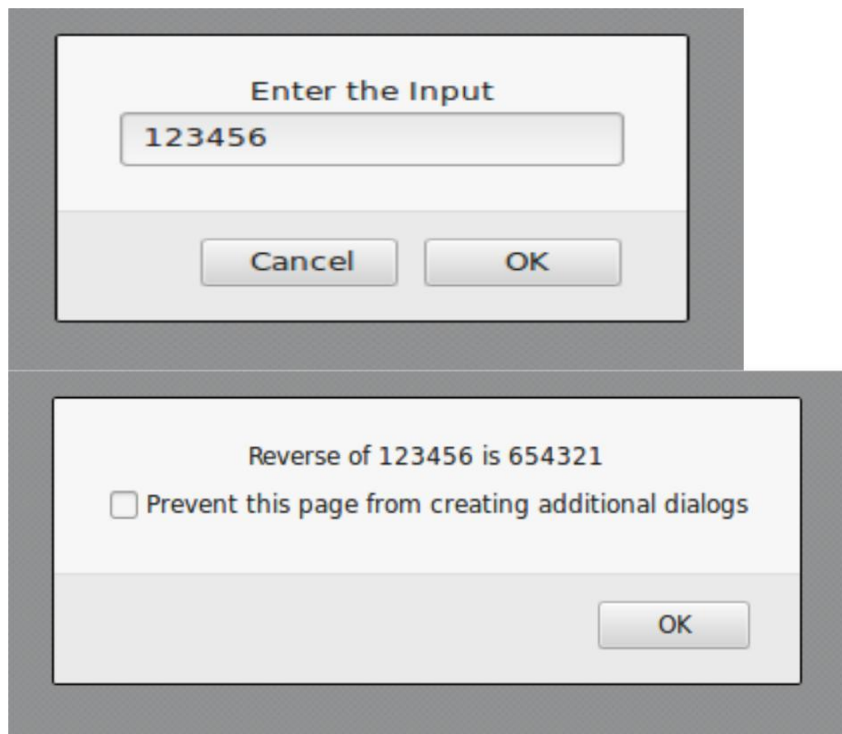 Enter the Input
123456
Cancel OK
Reverse of 123456 is 654321
Prevent this page from creating additional dialogs
OK